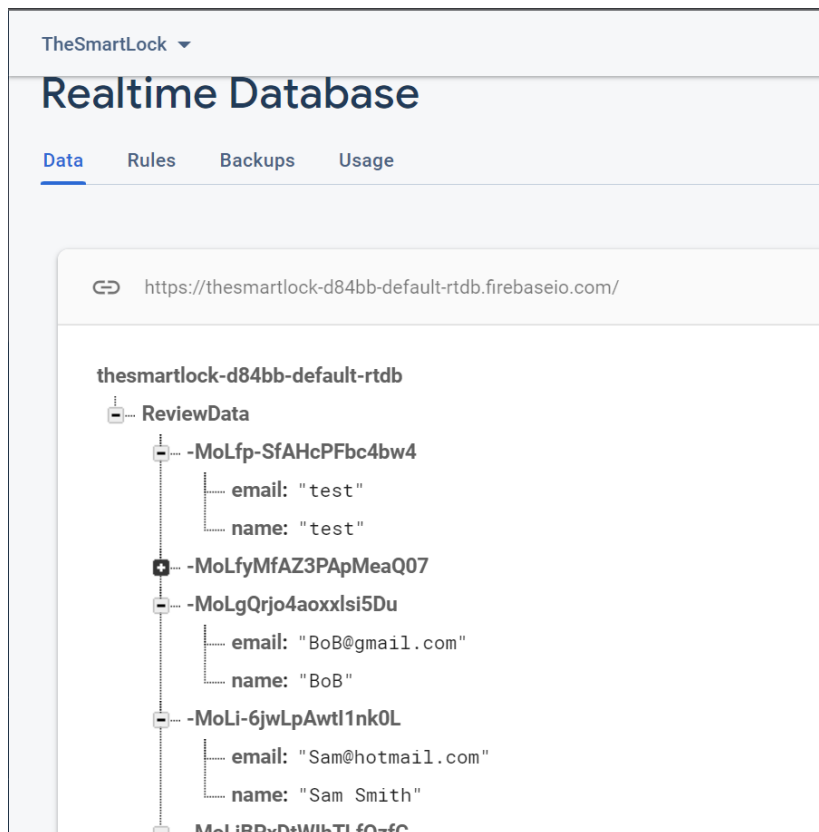 TheSmartLock
Realtime Database
Data Rules Backups Usage
https://thesmartlock-d84bb-default-rtdb.firebaseio.com/
thesmartlock-d84bb-default-rtdb
ReviewData
-MoLfp-SfAHcPFbc4bw4
email: "test"
name: "test"
-MoLfyMfAZ3PApMeaQ07
-MoLgQrjo4aoxxlsi5Du
email: "BoB@gmail.com"
name: "BoB"
-MoLi-6jwLpAwtl1nk0L
email: "Sam@hotmail.com"
name: "Sam Smith"